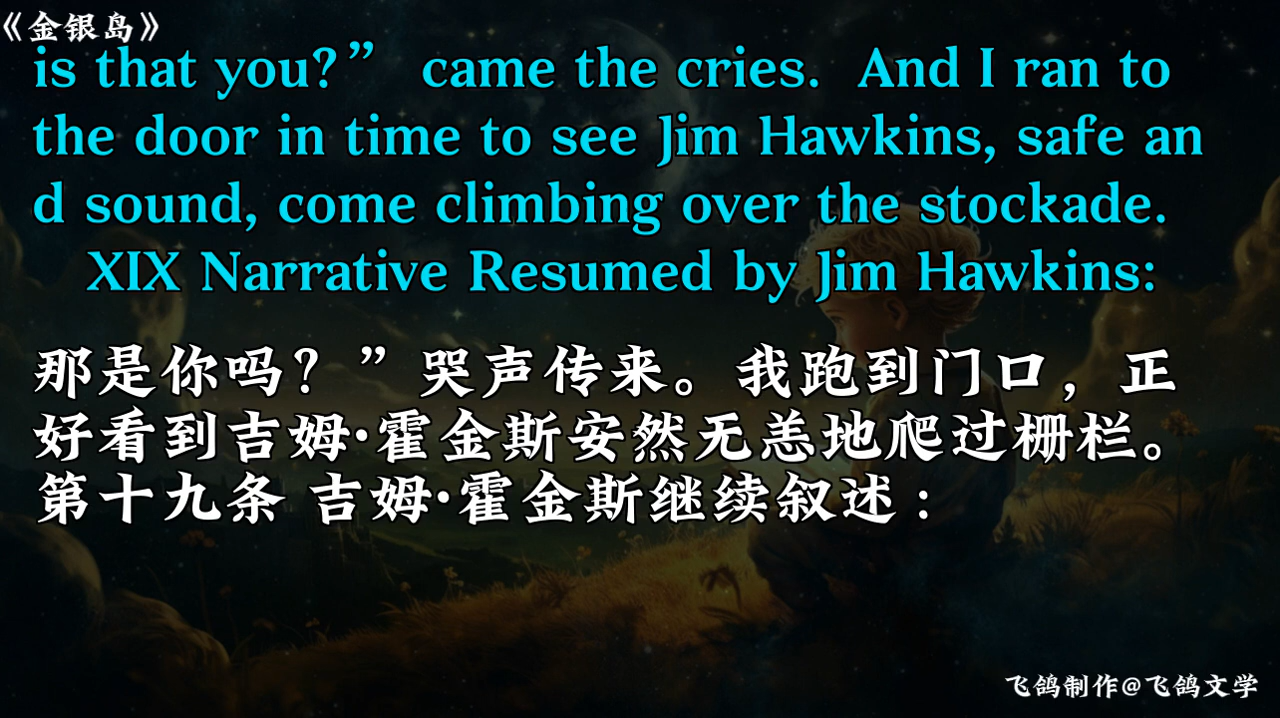 《金银岛》
is that you?” came the cries. And I ran to
the door in time to see Jim Hawkins, safe an
d sound, come climbing over the stockade.
XIX Narrative Resumed by Jim Hawkins:
那是你吗？”哭声传来。我跑到门口，正
好看到吉姆·霍金斯安然无恙地爬过栅栏。
第十九条 吉姆·霍金斯继续叙述：
飞鸽制作@飞鸽文学